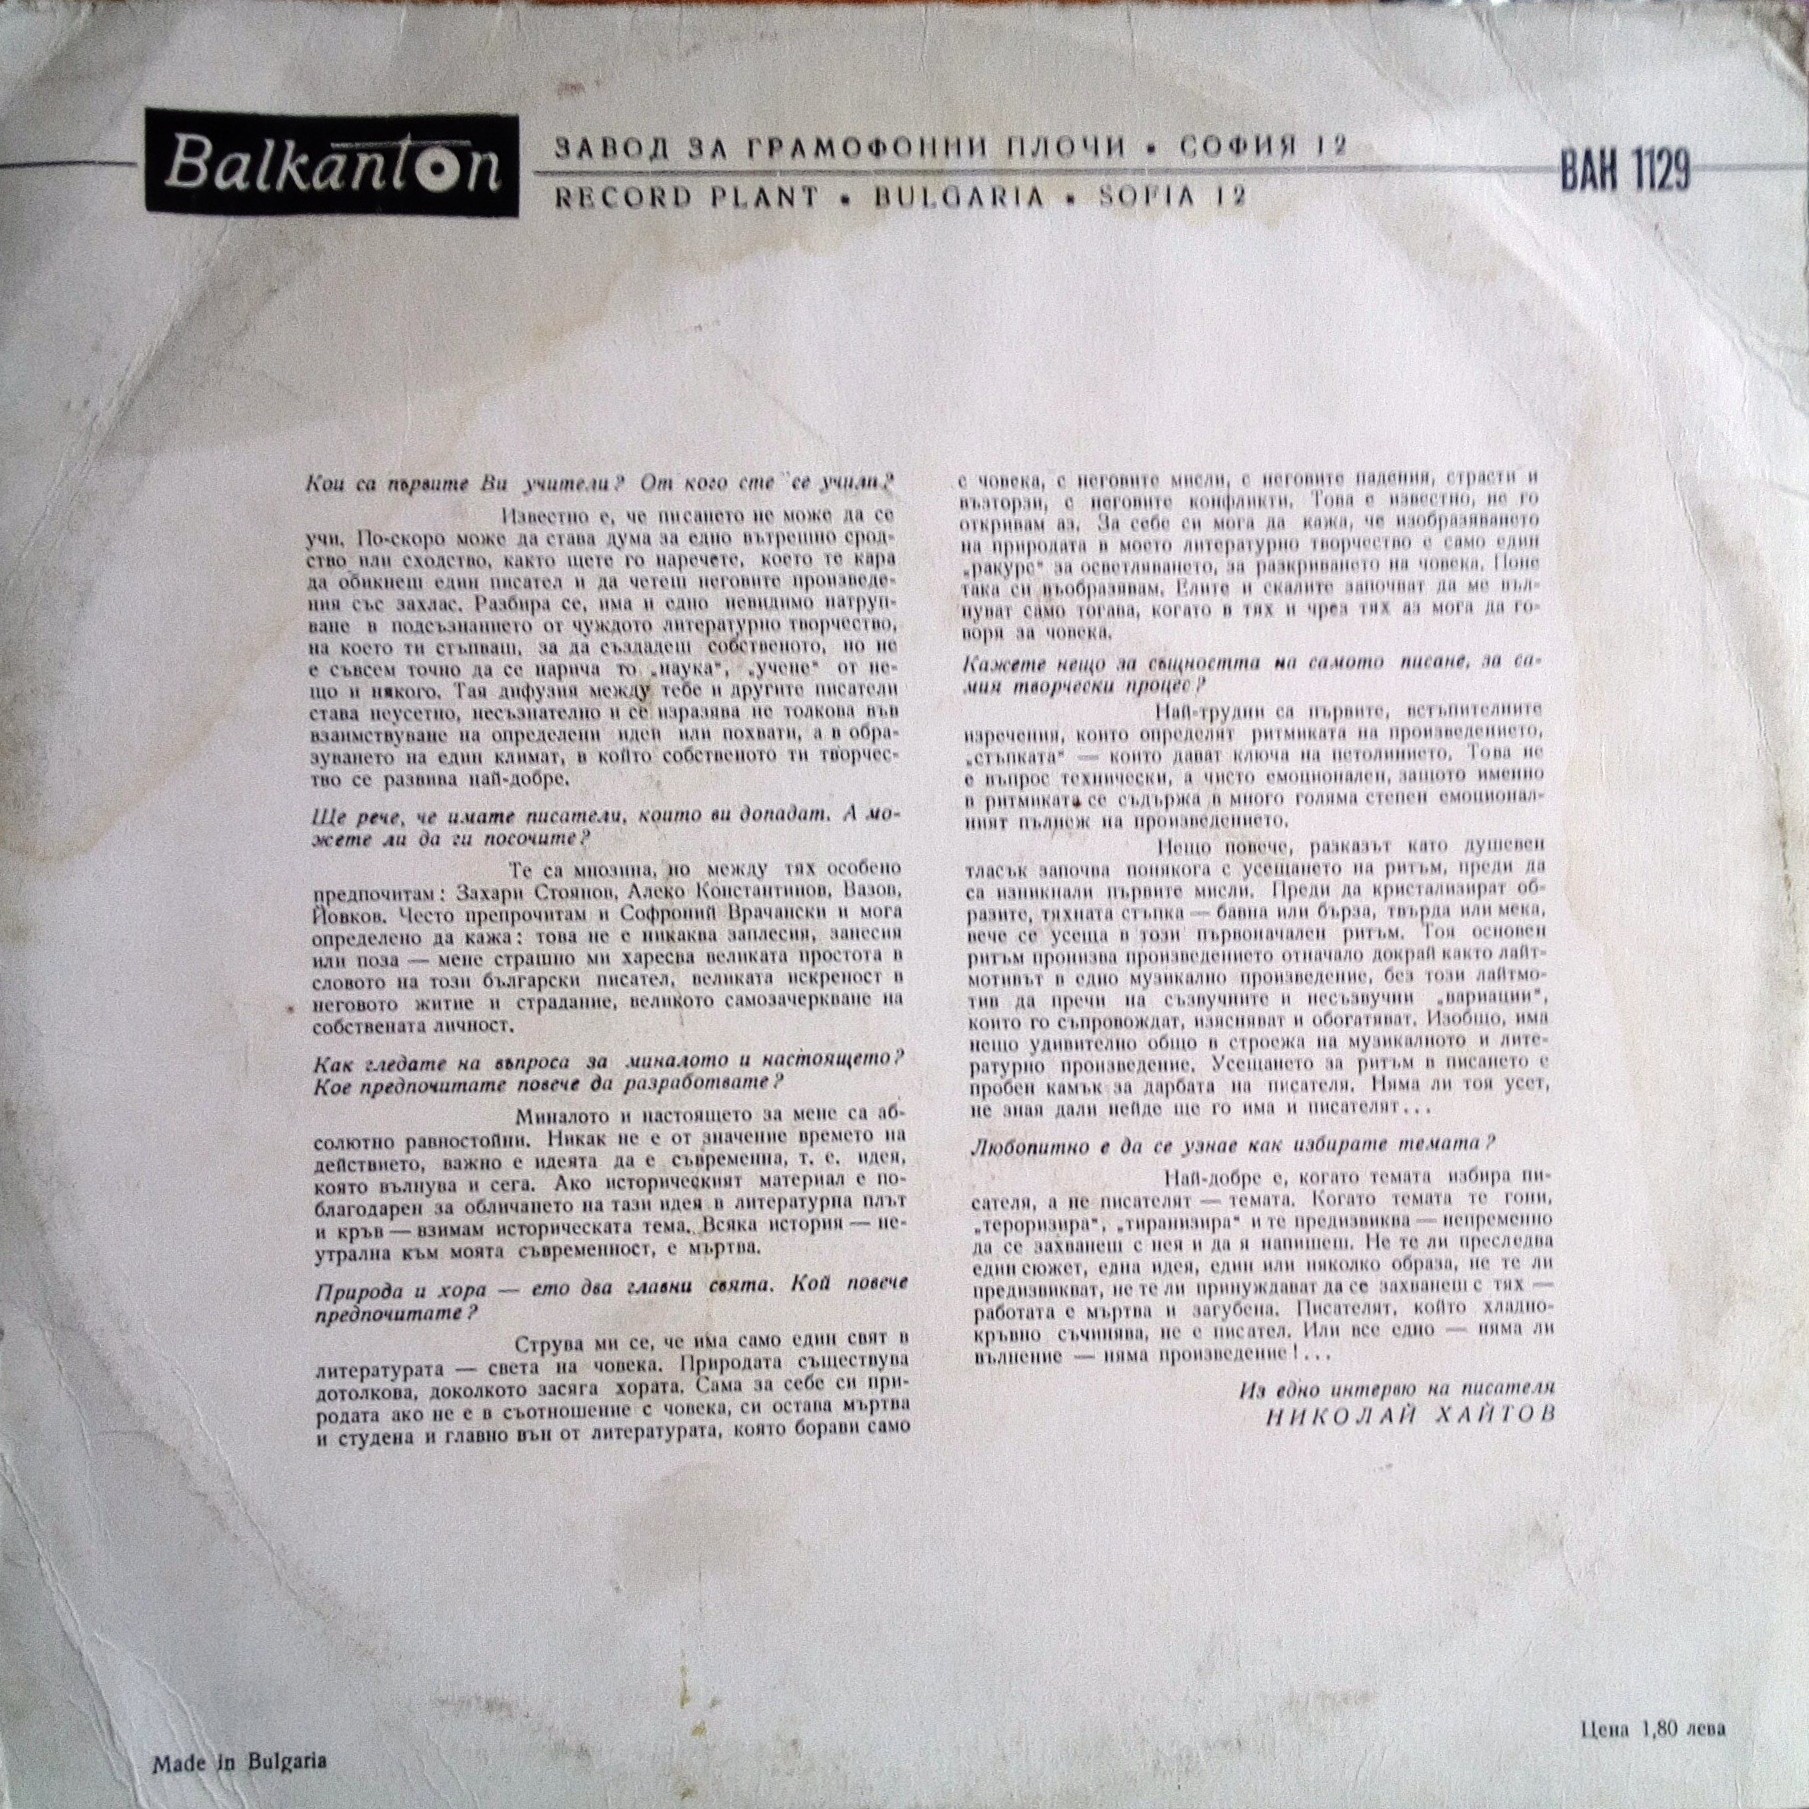 Balkanton
ЗАВОД ЗА ГРАМОФОННИ ПЛОЧИ • СОФИЯ 12
RECORD PLANT • BULGARIA • SOFIA 12
ВАН 1129
Кои са първите Ви учители? От кого сте се учили?
Известно е, че писането не може да се
учи. По-скоро може да става дума за едно вътрешно срод-
ство или сходство, както щете го наречете, което те кара
да обикнеш един писател и да четеш неговите произведе-
ния със захлас. Разбира се, има и едно невидимо натруп-
ване в подсъзнанието от чуждото литературно творчество,
на което ти стъпваш, за да създадеш собственото, но не
е съвсем точно да се нарича то „наука“, „учене“ от не-
що и някого. Тая дифузия между тебе и другите писатели
става неусетно, несъзнателно и се изразява не толкова във
взаимствуване на определени идеи или похвати, а в обра-
зуването на един климат, в който собственото ти творчес-
тво се развива най-добре.
Ще рече, че имате писатели, които ви допадат. А мо-
жете ли да ги посочите?
Те са мнозина, но между тях особено
предпочитам: Захари Стоянов, Алеко Константинов, Вазов,
Йовков. Често препрочитам и Софроний Врачански и мога
определено да кажа: това не е никаква заплесия, занесия
или поза — мене страшно ми харесва великата простота в
словото на този български писател, великата искреност в
неговото житие и страдание, великото самозачеркване на
собствената личност.
Как гледате на въпроса за миналото и настоящето?
Кое предпочитате повече да разработвате?
Миналото и настоящето за мене са аб-
солютно равностойни. Никак не е от значение времето на
действието, важно е идеята да е съвременна, т. е. идея,
която вълнува и сега. Ако историческият материал е по-
благодарен за обличането на тази идея в литературна плът
и кръв — взимам историческата тема. Всяка история — не-
утрална към моята съвременност, е мъртва.
Природа и хора — ето два главни свята. Кой повече
предпочитате?
Струва ми се, че има само един свят в
литературата — света на човека. Природата съществува
дотолкова, доколкото засяга хората. Сама за себе си при-
родата ако не е в съотношение с човека, си остава мъртва
и студена и главно вън от литературата, която борави само
с човека, с неговите мисли, с неговите падения, страсти и
възторзи, с неговите конфликти. Това е известно, не го
откривам аз. За себе си мога да кажа, че изобразяването
на природата в моето литературно творчество е само един
„ракурс“ за осветляването, за разкриването на човека. Поне
така си въобразявам. Елите и скалите започват да ме въл-
нуват само тогава, когато в тях и чрез тях аз мога да го-
воря за човека.
Кажете нещо за същността на самото писане, за са-
мия творчески процес?
Най-трудни са първите, встъпителните
изречения, които определят ритмиката на произведението,
„стъпката“ — които дават ключа на петолинието. Това не
е въпрос технически, а чисто емоционален, защото именно
в ритмиката се съдържа в много голяма степен емоционал-
ният пълнеж на произведението.
Нещо повече, разказът като душевен
тласък започва понякога с усещането на ритъм, преди да
са изникнали първите мисли. Преди да кристализират об-
разите, тяхната стъпка — бавна или бърза, твърда или мека,
вече се усеща в този първоначален ритъм. Тоя основен
ритъм пронизва произведението отначало докрай както лайт-
мотивът в едно музикално произведение, без този лайтмо-
тив да пречи на съзвучните и несъзвучни „вариации“,
които го съпровождат, изясняват и обогатяват. Изобщо, има
нещо удивително общо в строежа на музикалното и лите-
ратурно произведение. Усещането за ритъм в писането е
пробен камък за дарбата на писателя. Няма ли тоя усет,
не зная дали нейде ще го има и писателят...
Любопитно е да се узнае как избирате темата?
Най-добре е, когато темата избира пи-
сателя, а не писателят — темата. Когато темата те гони,
„тероризира“, „тиранизира“ и те предизвиква — непременно
да се захванеш с нея и да я напишеш. Не те ли преследва
един сюжет, една идея, един или няколко образа, не те ли
предизвикват, не те ли принуждават да се захванеш с тях —
работата е мъртва и загубена. Писателят, който хладно-
кръвно съчинява, не е писател. Или все едно — няма ли
вълнение — няма произведение!...
Из едно интервю на писателя
НИКОЛАЙ ХАЙТОВ
Цена 1,80 лева
Made in Bulgaria